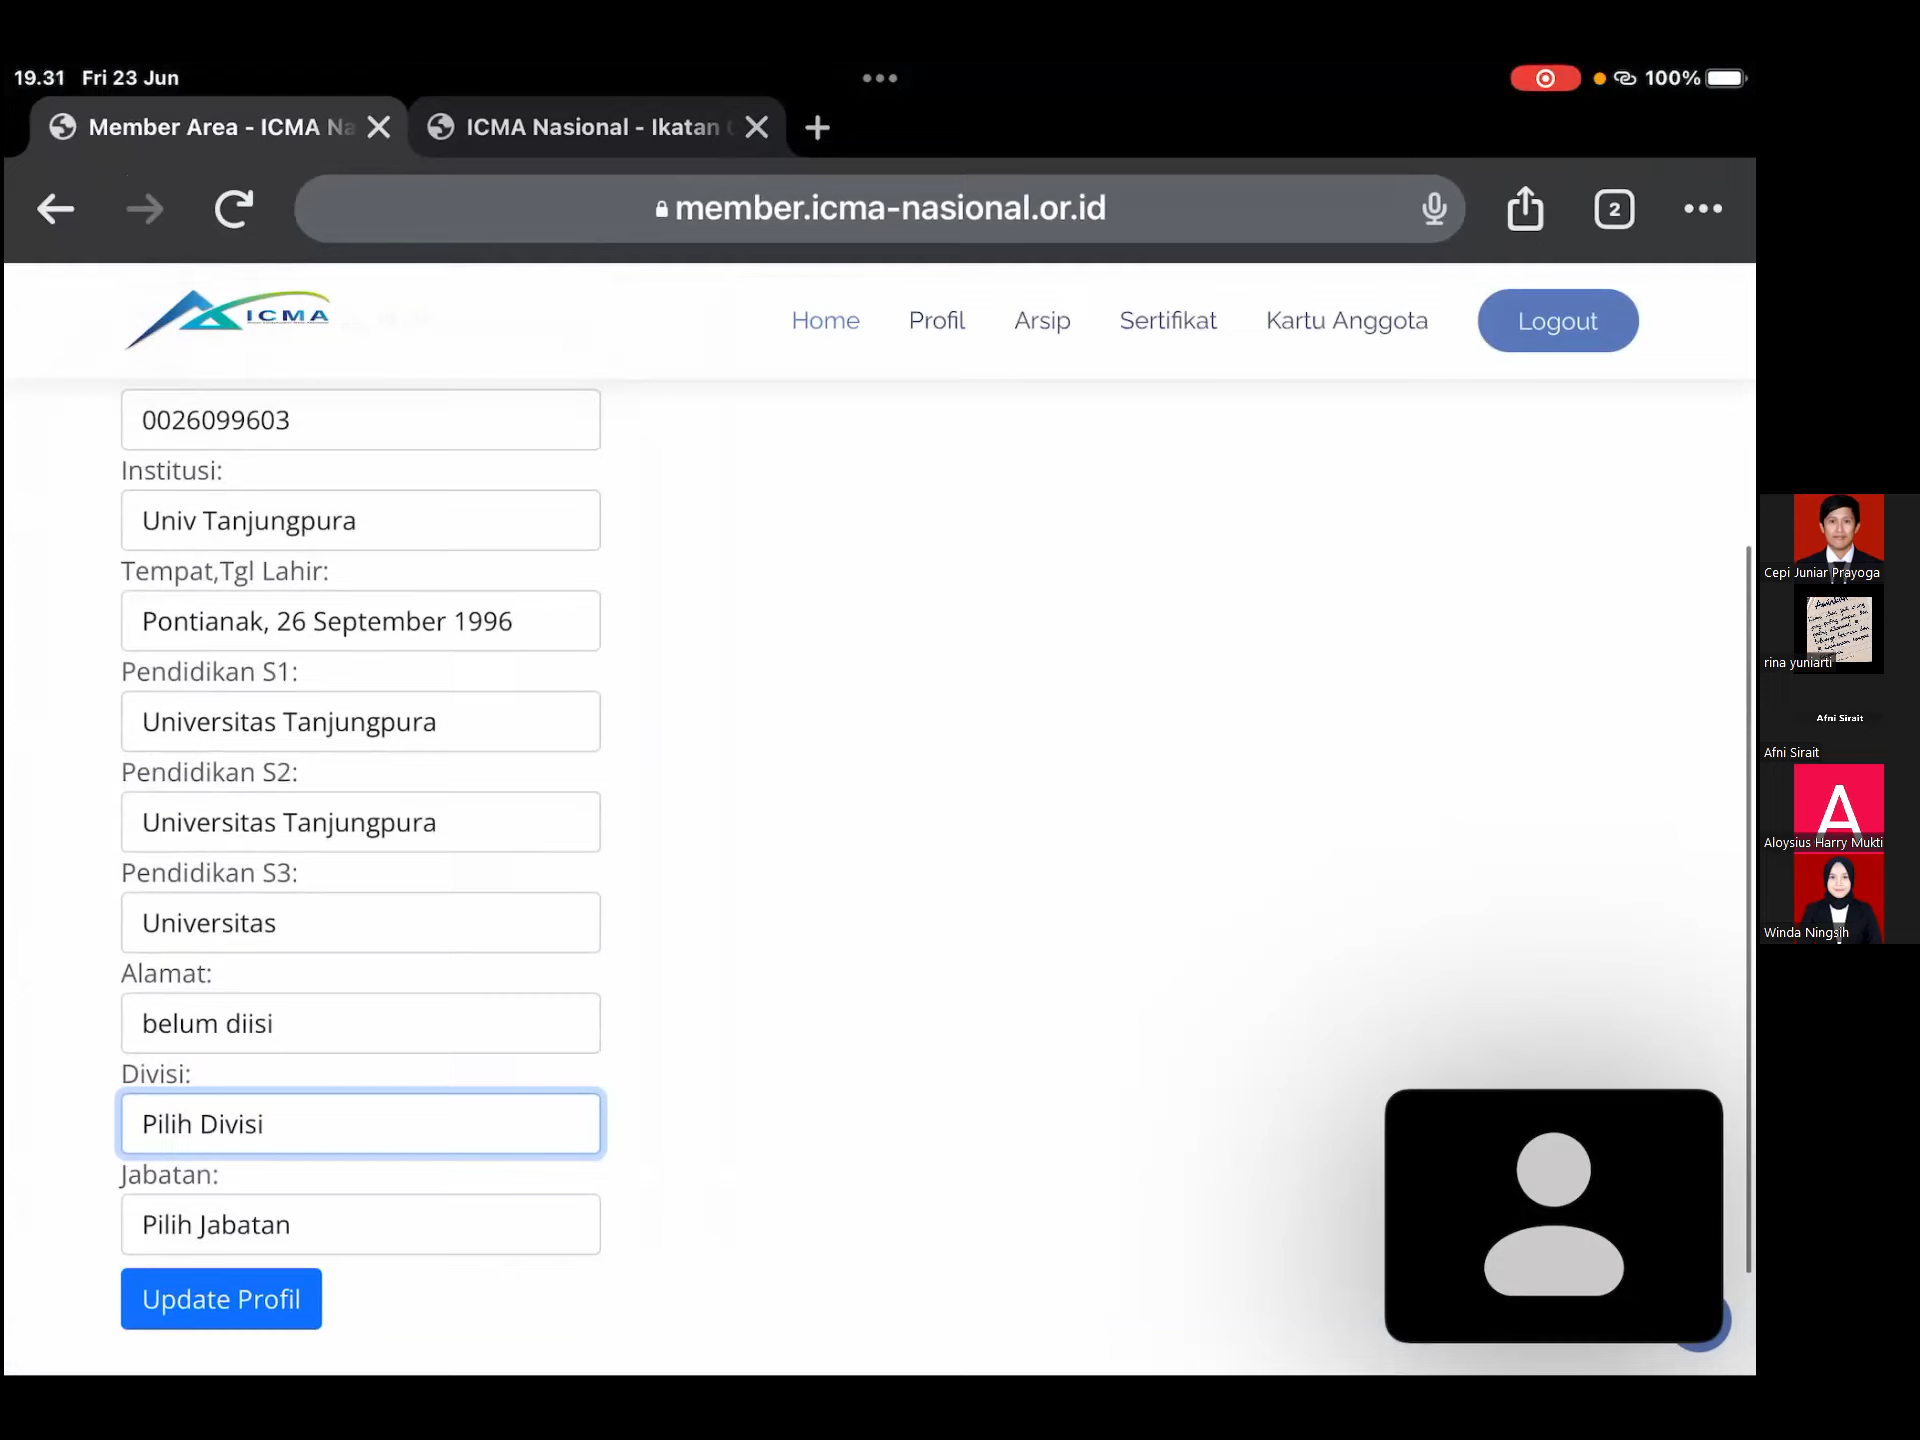 19.31 Fri 23 Jun
100%
Member Area - ICMA Na
ICMA Nasional - Ikatan
member.icma-nasional.or.id
2
ICMA
Home
Profil
Arsip
Sertifikat
Kartu Anggota
Logout
0026099603
Institusi:
Univ Tanjungpura
Tempat,Tgl Lahir:
Pontianak, 26 September 1996
Pendidikan S1:
Universitas Tanjungpura
Pendidikan S2:
Universitas Tanjungpura
Pendidikan S3:
Universitas
Alamat:
belum diisi
Divisi:
Pilih Divisi
Jabatan:
Pilih Jabatan
Update Profil
Cepi Juniar Prayoga
rina yuniarti
Afni Sirait
Afni Sirait
A
Aloysius Harry Mukti
Winda Ningsih